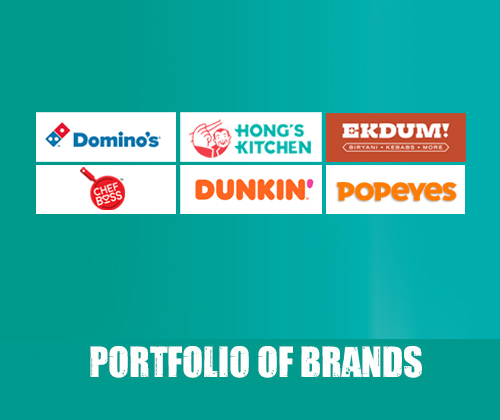 Domino's
HONG'S
KITCHEN
EKDUM!
BIRYANI • KEBABS • MORE
CHEF
BOSS
DUNKIN'
POPEYES
PORTFOLIO OF BRANDS